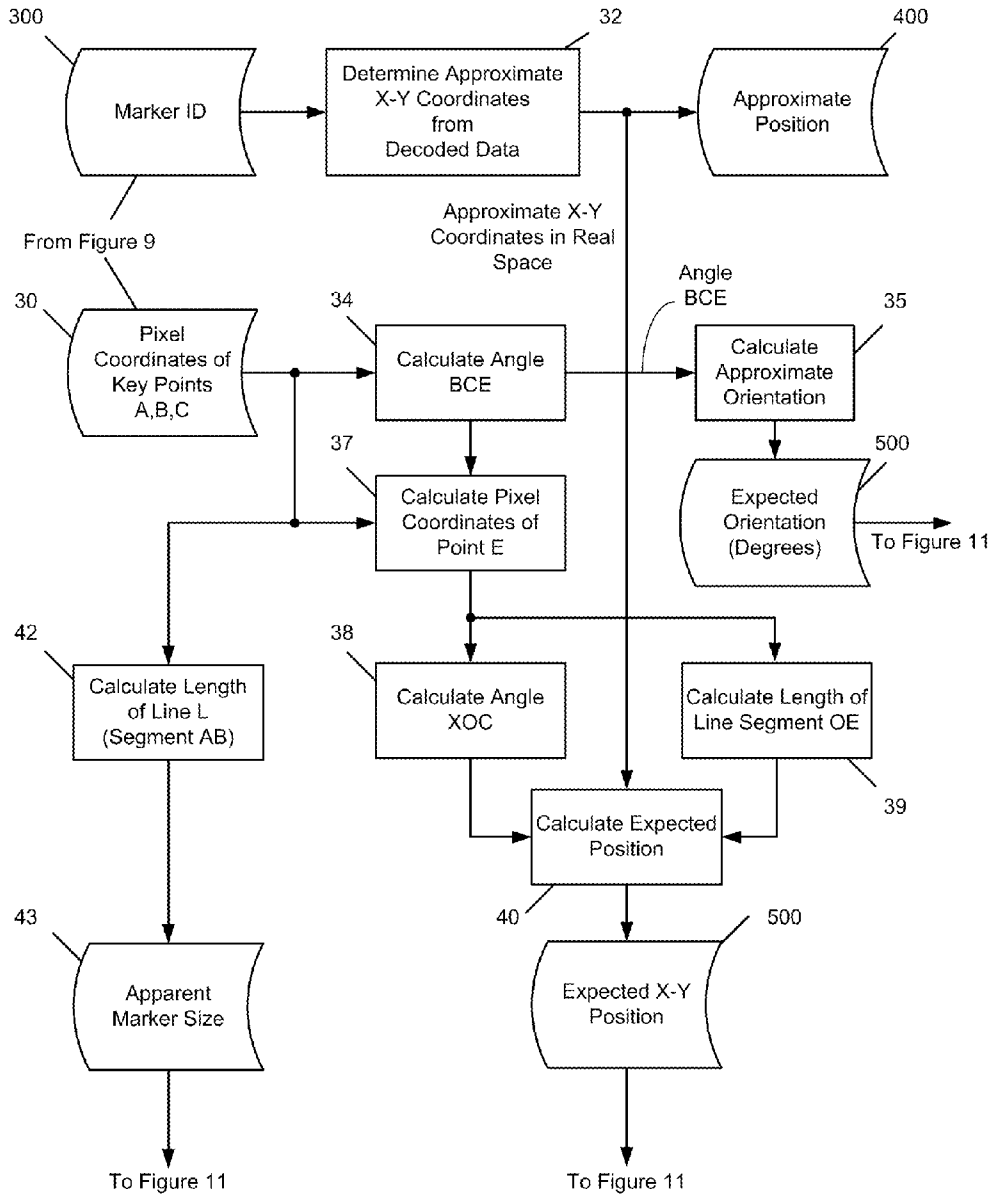 300
32
400
Marker ID
Determine Approximate
X-Y Coordinates
from
Decoded Data
Approximate
Position
From Figure 9
Approximate X-Y
Coordinates in Real
Space
Angle
BCE
30
34
35
Pixel
Coordinates of
Key Points
A,B,C
Calculate Angle
BCE
Calculate
Approximate
Orientation
37
500
Calculate Pixel
Coordinates of
Point E
Expected
Orientation
(Degrees)
To Figure 11
42
38
Calculate Length
of Line L
(Segment AB)
Calculate Angle
XOC
Calculate Length of
Line Segment OE
39
Calculate Expected
Position
43
40
500
Apparent
Marker Size
Expected X-Y
Position
To Figure 11
To Figure 11